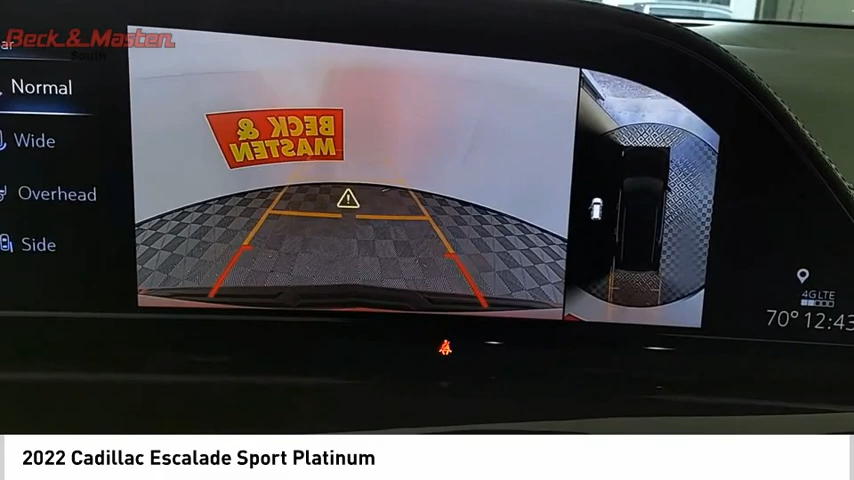 Beck & Masten
South
ar
Normal
Wide
Overhead
Side
BECK &
MASTEN
4G LTE
70° 12:43
2022 Cadillac Escalade Sport Platinum